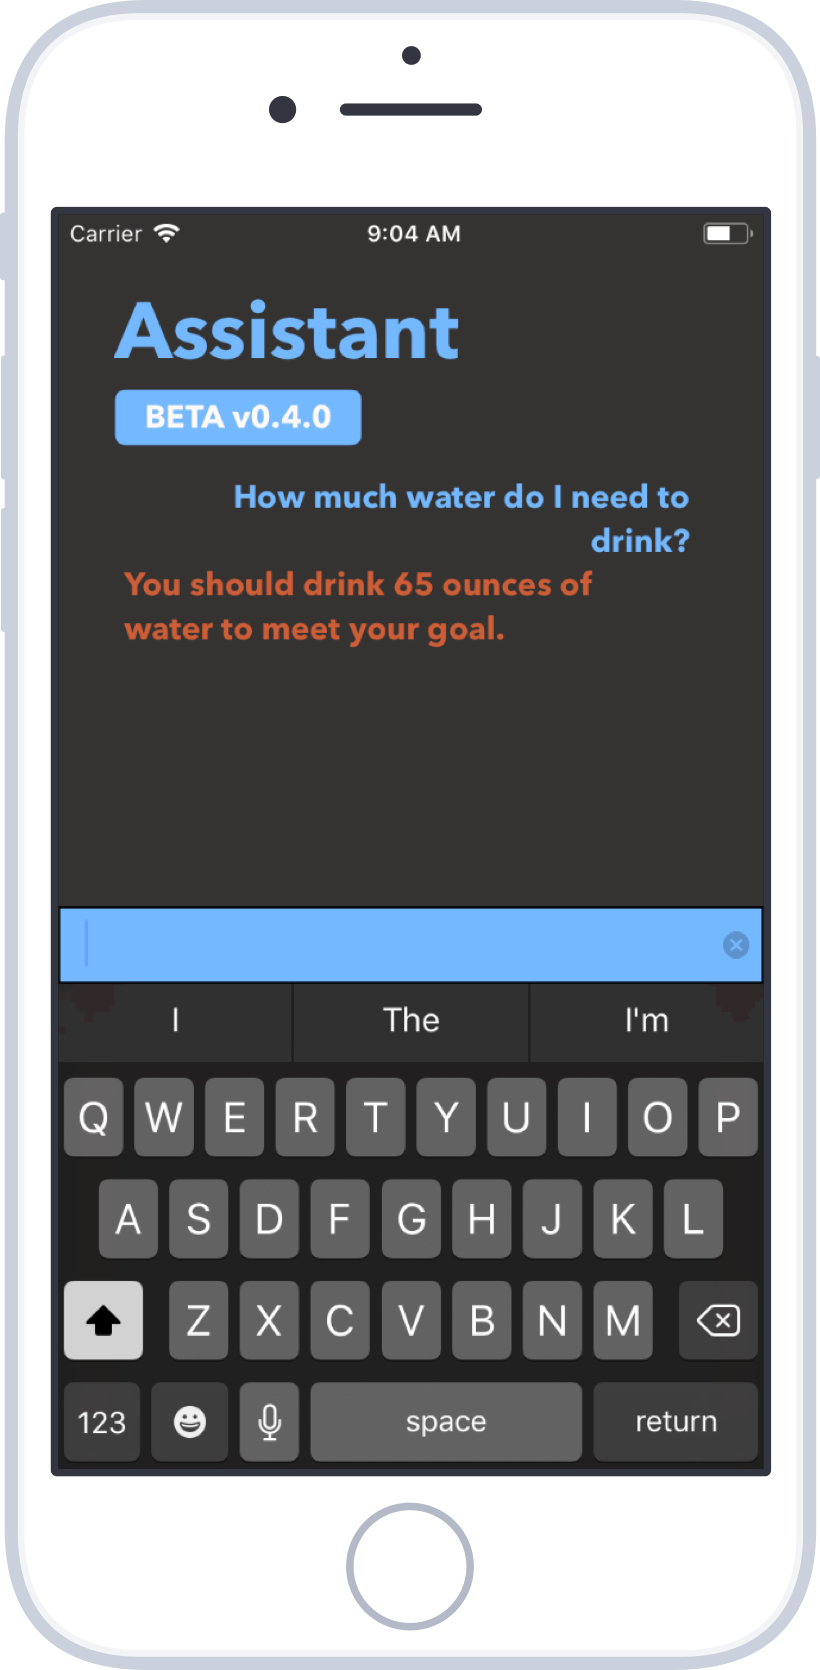 Carrier 9:04 AM
Assistant
BETA v0.4.0
How much water do I need to
drink?
You should drink 65 ounces of
water to meet your goal.
I The I'm
Q W E R T Y U I O P
A S D F G H J K L
Z X C V B N M
123 space return